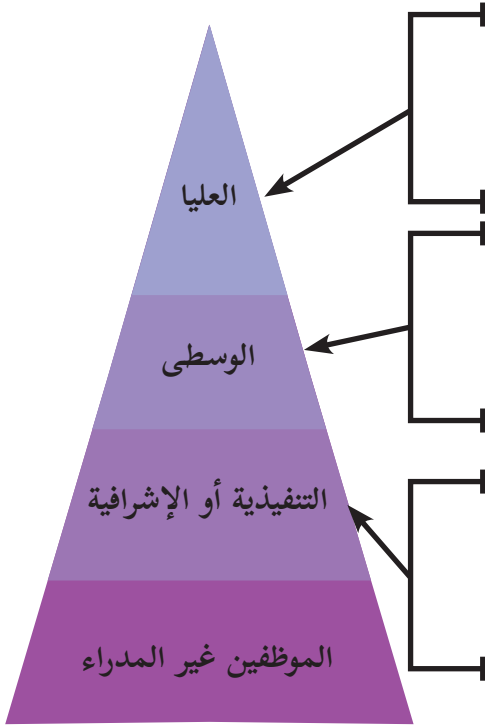 العليا
الوسطى
التنفيذية أو الإشرافية
الموظفين غير المدراء